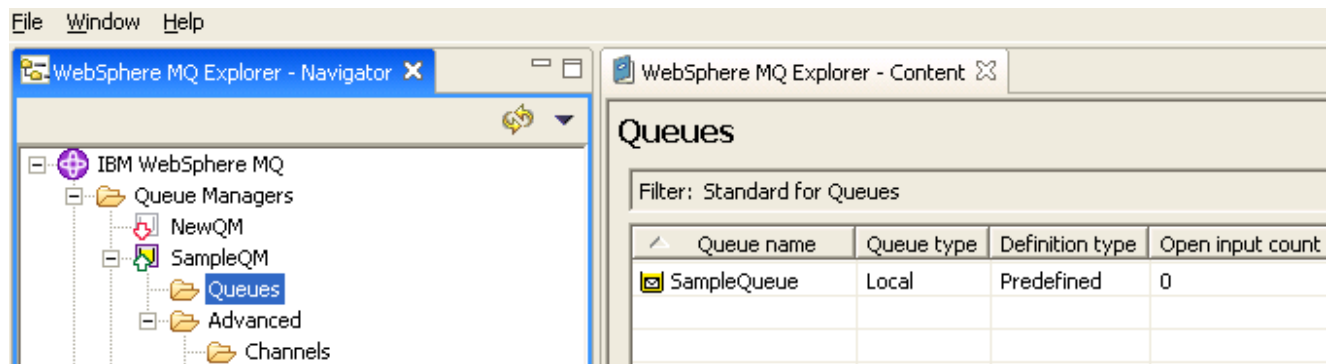 File Window Help
WebSphere MQ Explorer - Navigator
IBM WebSphere MQ
Queue Managers
NewQM
SampleQM
Queues
Advanced
Channels
WebSphere MQ Explorer - Content
Queues
Filter: Standard for Queues
Queue name Queue type Definition type Open input count
SampleQueue Local Predefined 0